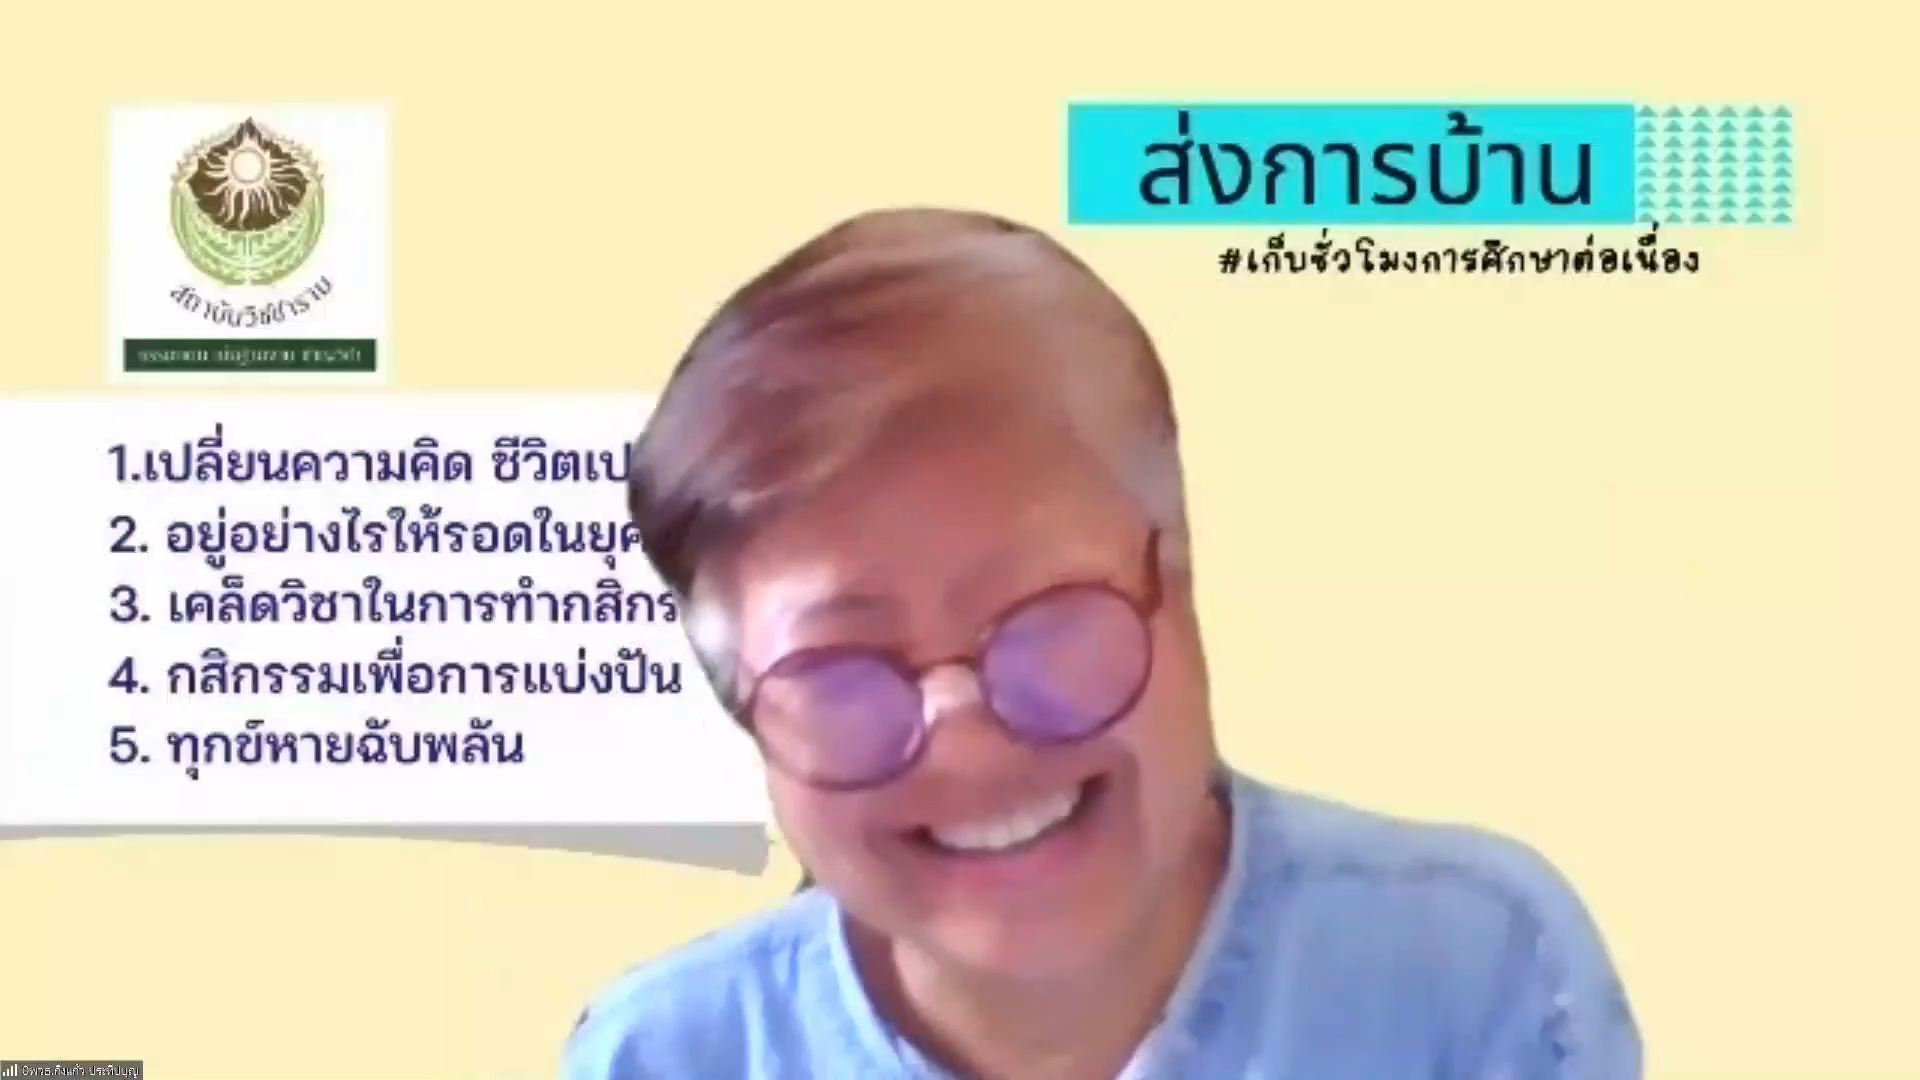 สถาบันวิชชาราม
ส่งการบ้าน
#เก็บชั่วโมงการศึกษาต่อเนื่อง
1.เปลี่ยนความคิด ชีวิตเป
2. อยู่อย่างไรให้รอดในยุค
3. เคล็ดวิชาในการทำกสิกร
4. กสิกรรมเพื่อการแบ่งปัน
5. ทุกข์หายฉับพลัน